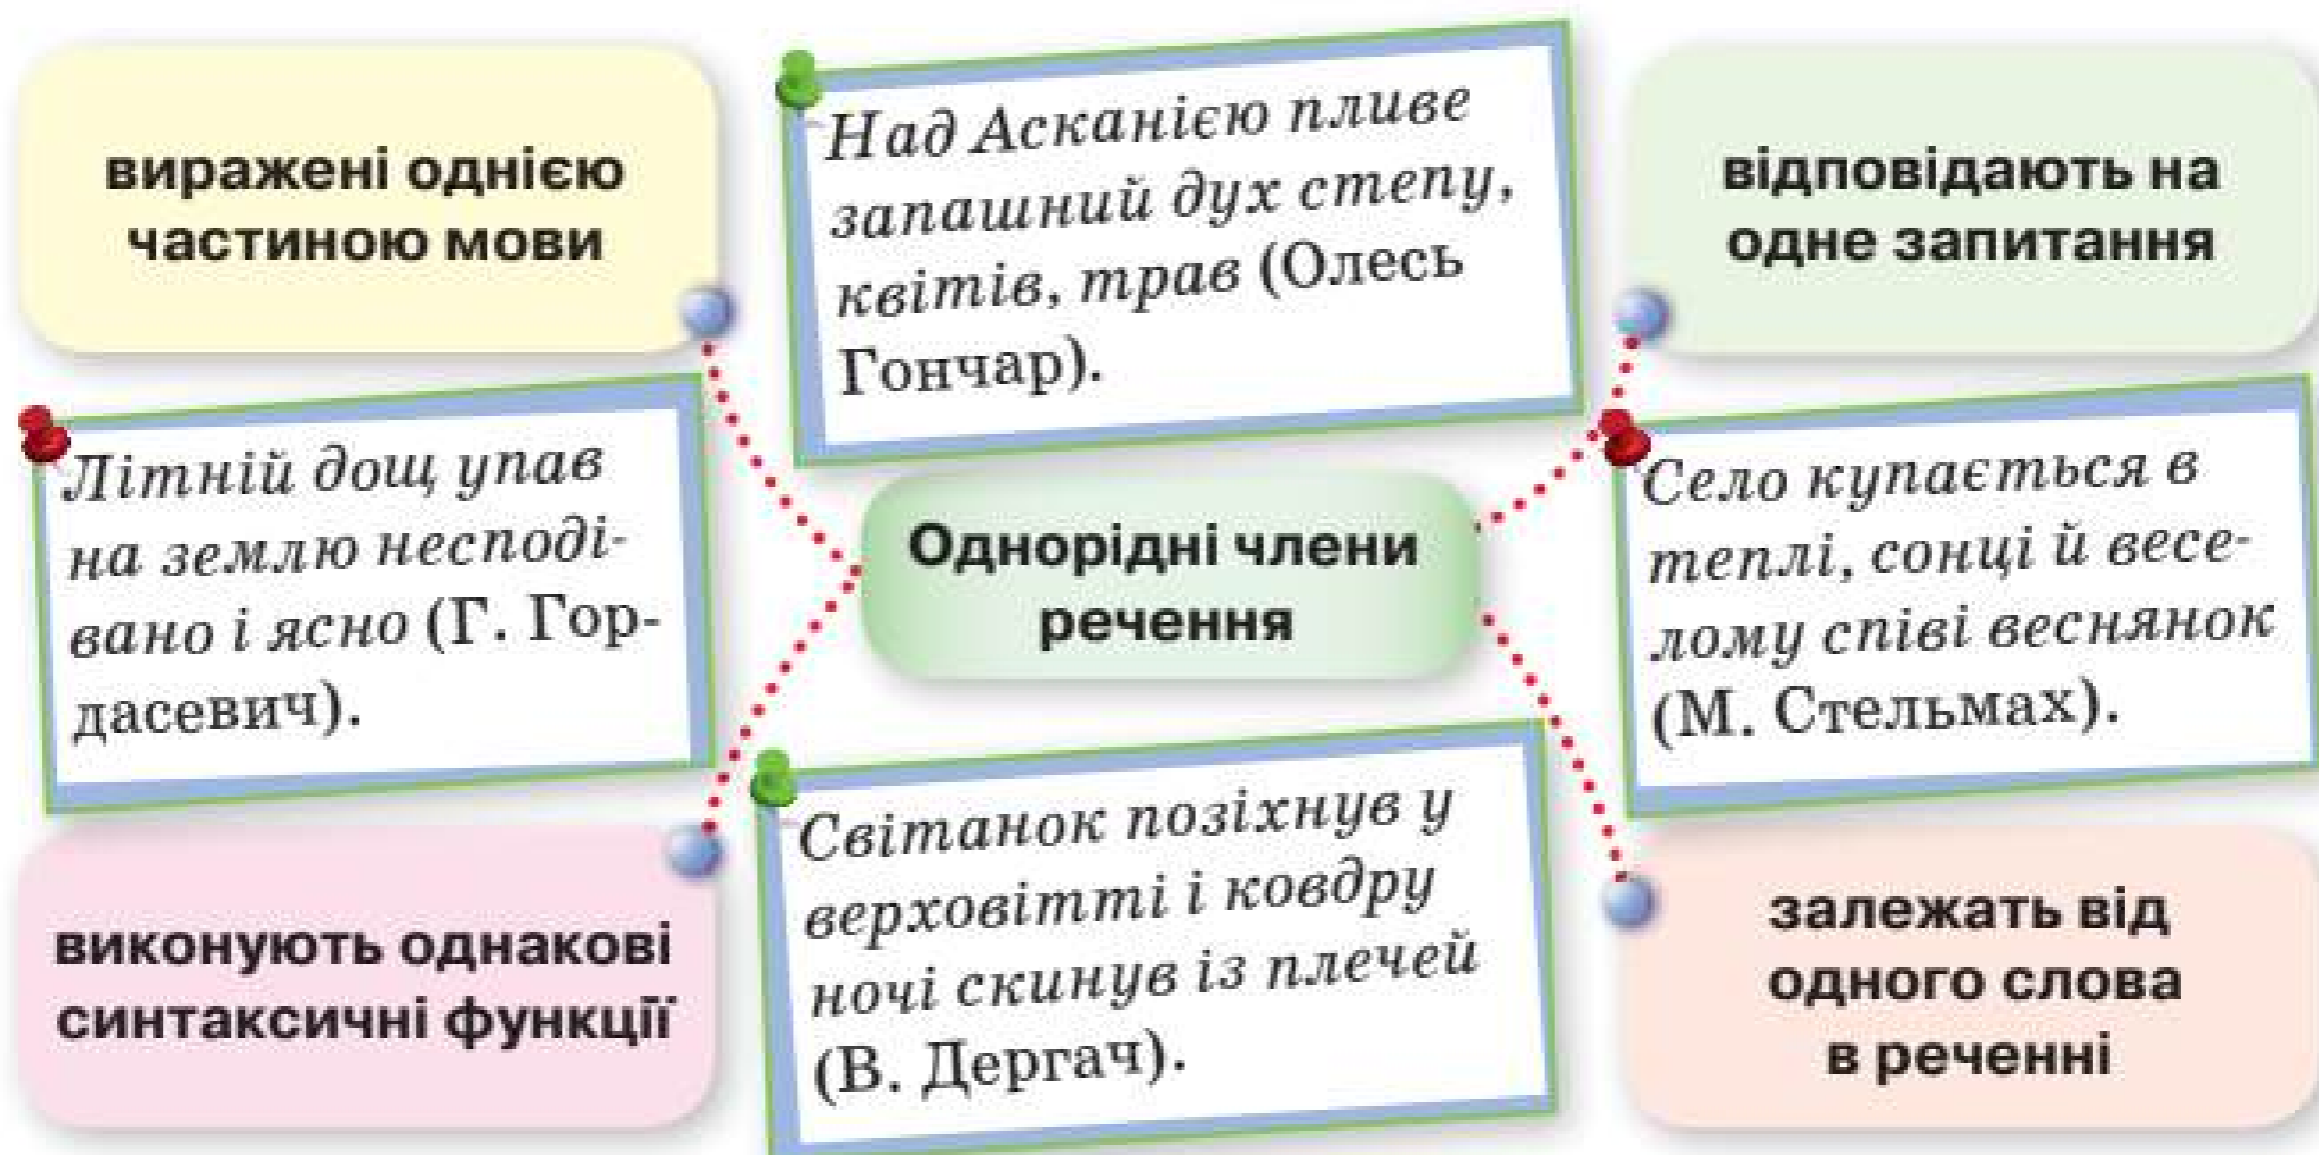 виражені однією
частиною мови
Над Асканією пливе
запашний дух степу,
квітів, трав (Олесь
Гончар).
відповідають на
одне запитання
Літній дощ упав
на землю несподі-
вано і ясно (Г. Гор-
дасевич).
Однорідні члени
речення
Село купається в
теплі, сонці й весе-
лому співі веснянок
(М. Стельмах).
виконують однакові
синтаксичні функції
Світанок позіхнув у
верховітті і ковдру
ночі скинув із плечей
(В. Дергач).
залежать від
одного слова
в реченні